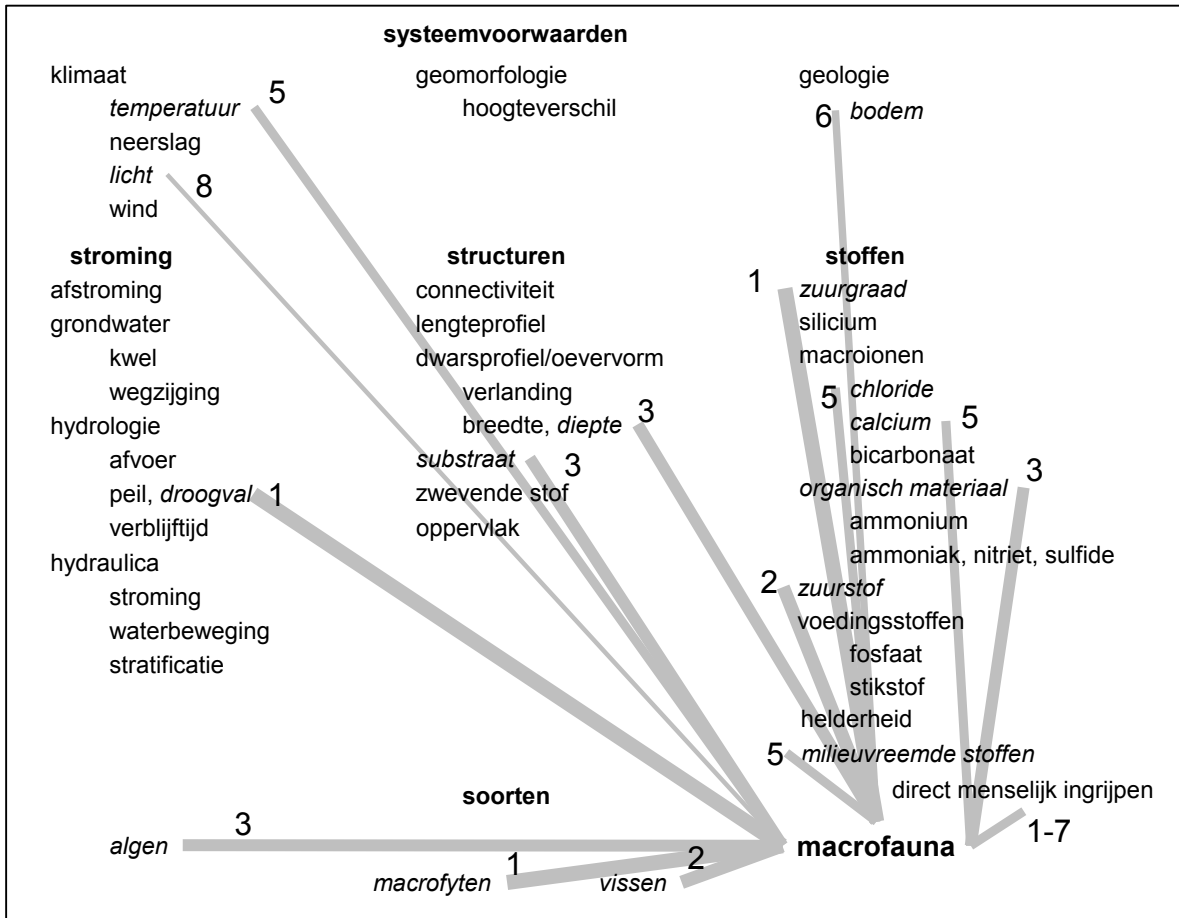 systeemvoorwaarden
klimaat
temperatuur
5
neerslag
licht
8
wind
geomorfologie
hoogteverschil
geologie
6
bodem
stroming
afstroming
grondwater
kwel
wegzijging
hydrologie
afvoer
peil, droogval
1
verblijftijd
hydraulica
stroming
waterbeweging
stratificatie
structuren
connectiviteit
lengteprofiel
dwarsprofiel/oevervorm
verlanding
breedte, diepte
3
substraat
3
zwevende stof
oppervlak
stoffen
1
zuurgraad
silicium
macroionen
5
chloride
calcium
5
bicarbonaat
organisch materiaal
3
ammonium
ammoniak, nitriet, sulfide
2
zuurstof
voedingsstoffen
fosfaat
stikstof
helderheid
5
milieuvreemde stoffen
direct menselijk ingrijpen
1-7
soorten
algen
3
macrofyten
1
vissen
2
macrofauna